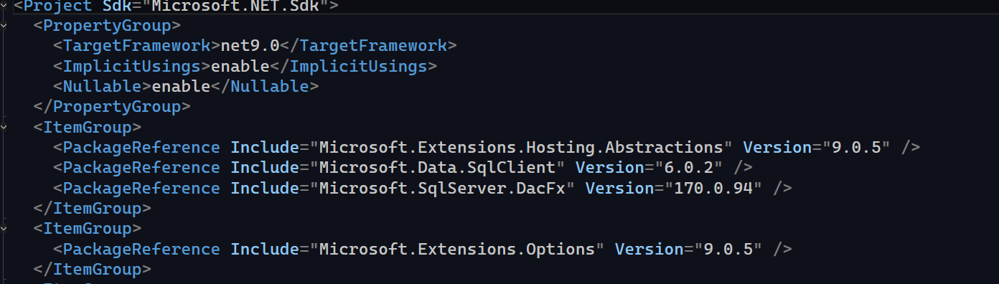 <Project Sdk="Microsoft.NET.Sdk">
<PropertyGroup>
<TargetFramework>net9.0</TargetFramework>
<ImplicitUsings>enable</ImplicitUsings>
<Nullable>enable</Nullable>
</PropertyGroup>
<ItemGroup>
<PackageReference Include="Microsoft.Extensions.Hosting.Abstractions" Version="9.0.5" />
<PackageReference Include="Microsoft.Data.SqlClient" Version="6.0.2" />
<PackageReference Include="Microsoft.SqlServer.DacFx" Version="170.0.94" />
</ItemGroup>
<ItemGroup>
<PackageReference Include="Microsoft.Extensions.Options" Version="9.0.5" />
</ItemGroup>